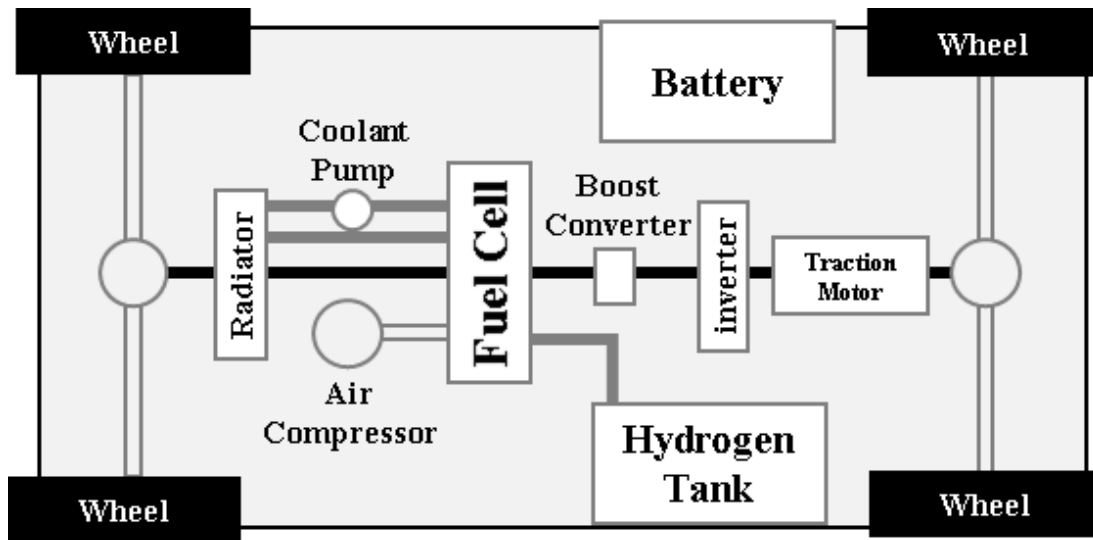 Wheel
Wheel
Battery
Coolant
Pump
Boost
Converter
Radiator
Fuel Cell
inverter
Traction
Motor
Air
Compressor
Hydrogen
Tank
Wheel
Wheel